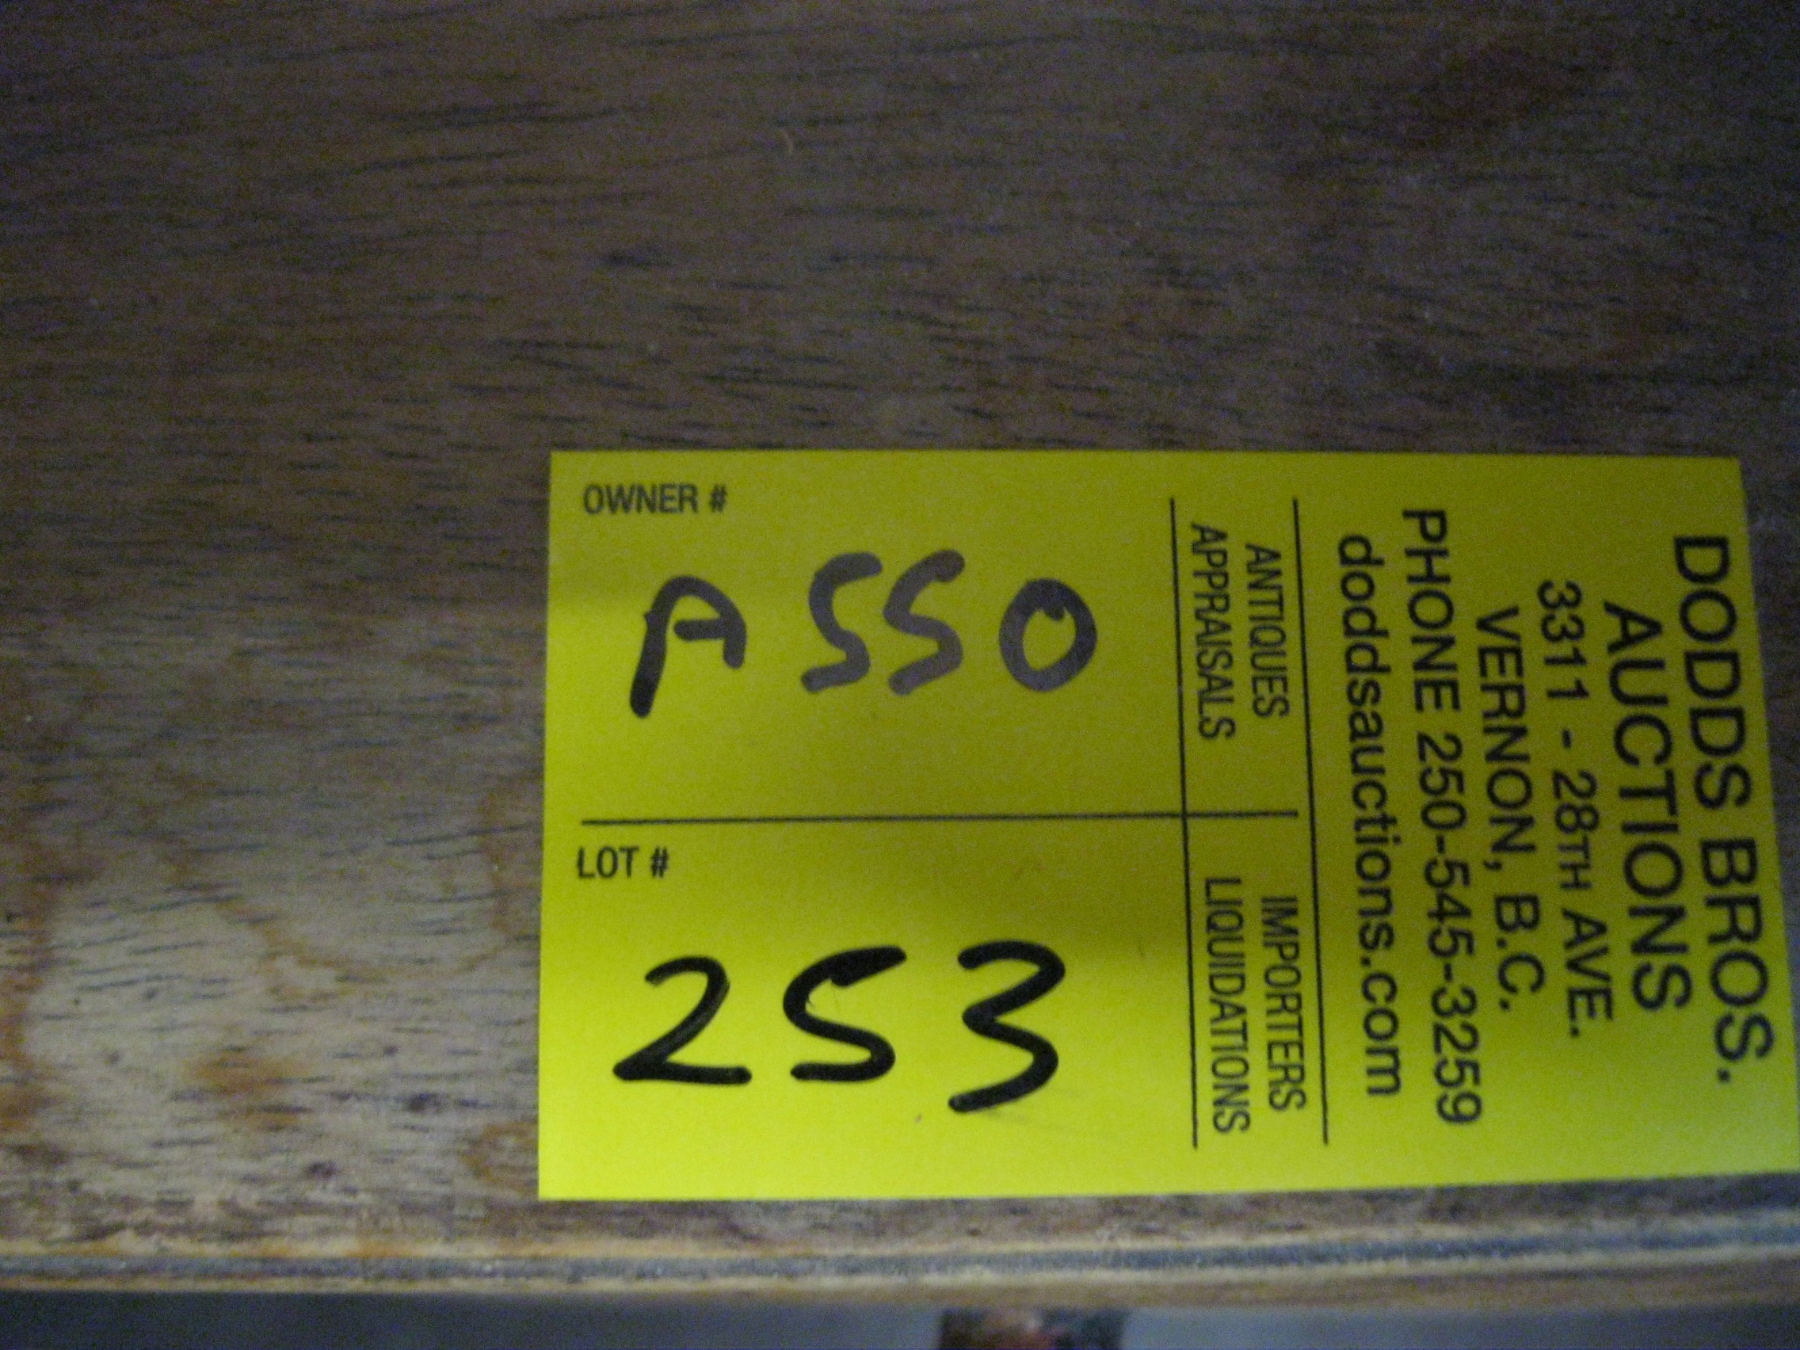 DODDS BROS.
AUCTIONS
3311 - 28TH AVE.
VERNON, B.C.
PHONE 250-545-3259
doddsauctions.com
ANTIQUES
APPRAISALS
IMPORTERS
LIQUIDATIONS
OWNER #
A550
LOT #
253